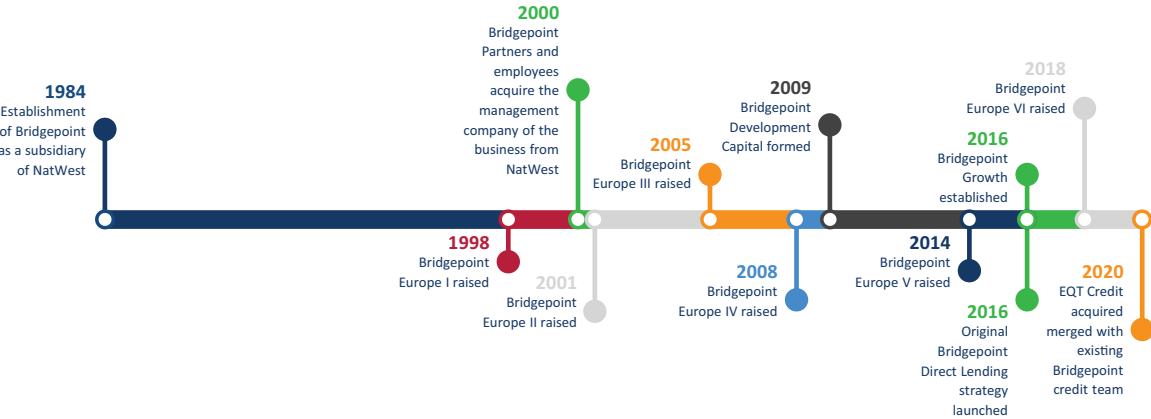 1984
Establishment
of Bridgepoint
as a subsidiary
of NatWest
1998
Bridgepoint
Europe I raised
2000
Bridgepoint
Partners and
employees
acquire the
management
company of the
business from
NatWest
2001
Bridgepoint
Europe II raised
2005
Bridgepoint
Europe III raised
2008
Bridgepoint
Europe IV raised
2009
Bridgepoint
Development
Capital formed
2014
Bridgepoint
Europe V raised
2016
Bridgepoint
Growth
established
2016
Original
Bridgepoint
Direct Lending
strategy
launched
2018
Bridgepoint
Europe VI raised
2020
EQT Credit
acquired
merged with
existing
Bridgepoint
credit team